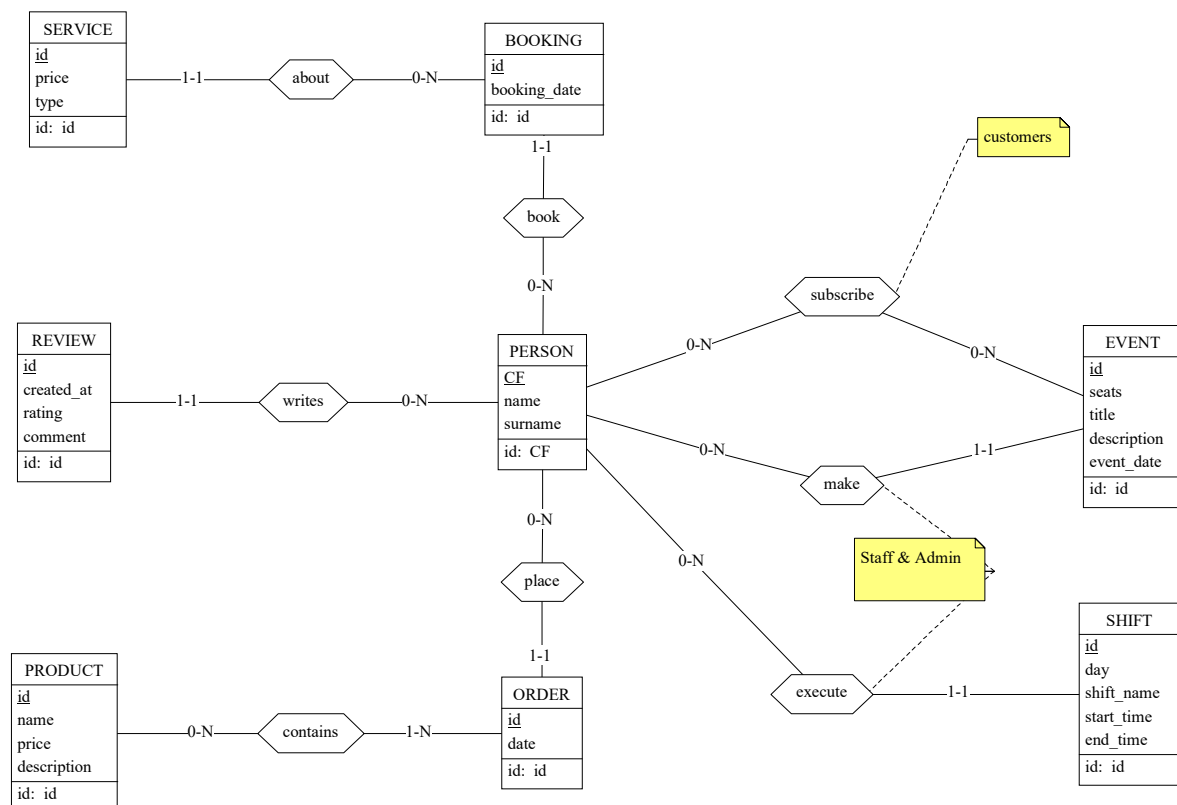 SERVICE
id
price
type
id: id
1-1
about
0-N
BOOKING
id
booking_date
id: id
1-1
book
0-N
customers
subscribe
0-N
0-N
REVIEW
id
created_at
rating
comment
id: id
1-1
writes
0-N
PERSON
CF
name
surname
id: CF
EVENT
id
seats
title
description
event_date
id: id
0-N
make
1-1
Staff & Admin
0-N
execute
1-1
SHIFT
id
day
shift_name
start_time
end_time
id: id
0-N
place
1-1
PRODUCT
id
name
price
description
id: id
0-N
contains
1-N
ORDER
id
date
id: id